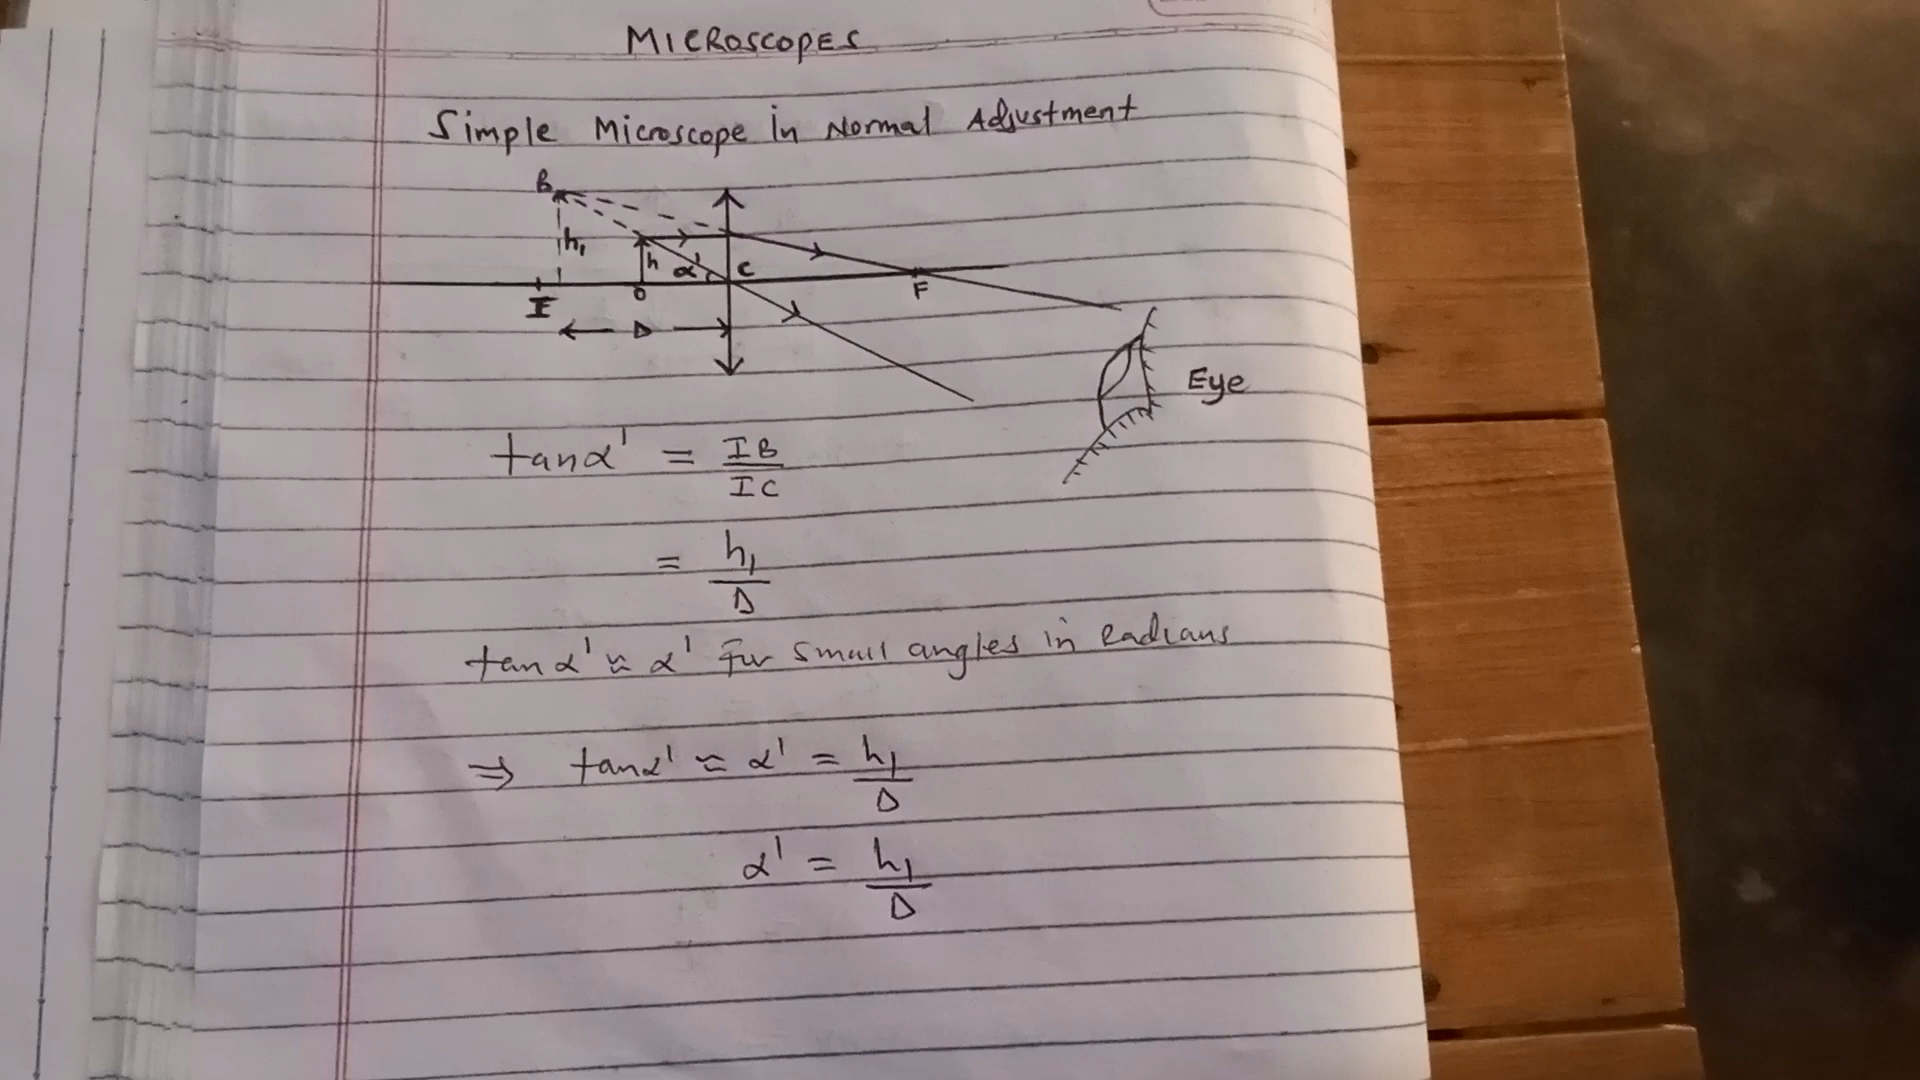 MICROSCOPES
Simple Microscope in Normal Adjustment
B
h₁
h
α'
C
I
O
F
D
Eye
tanα' = IB/IC
= h₁/D
tanα' ≈ α' for small angles in radians
⇒ tanα' ≈ α' = h₁/D
α' = h₁/D